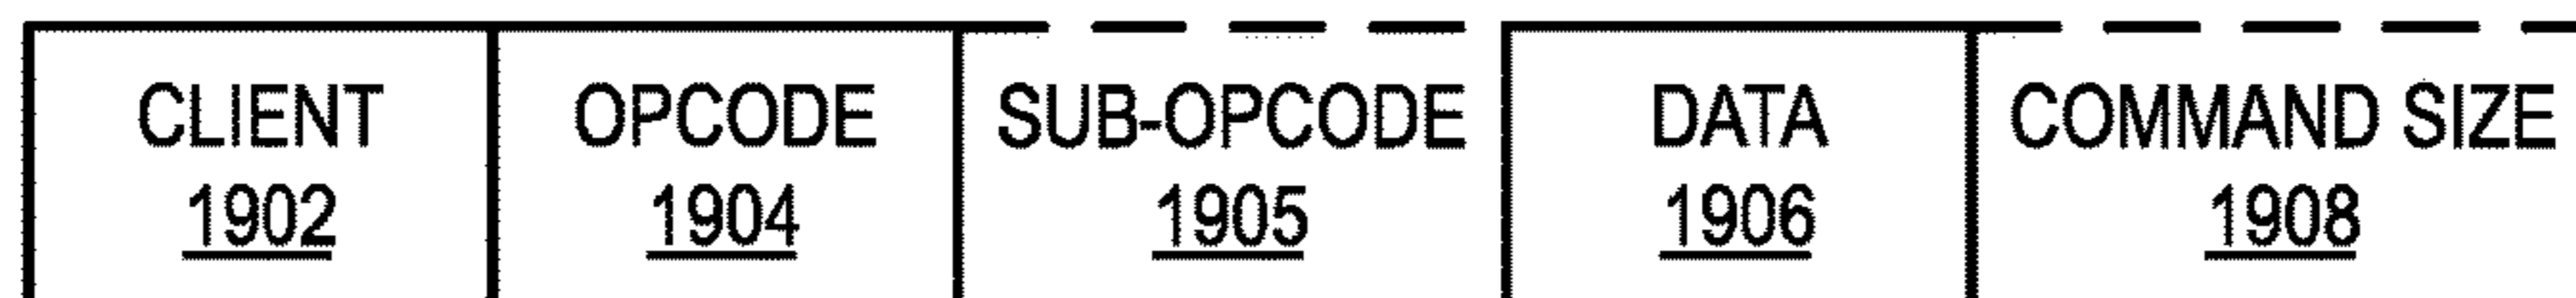 CLIENT OPCODE SUB-OPCODE DATA COMMAND SIZE
1902 1904 1905 1906 1908